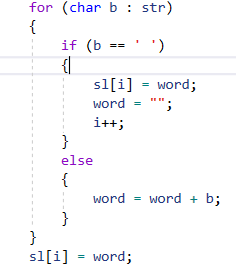 for (char b : str)
{
    if (b == ' ')
    {
        sl[i] = word;
        word = "";
        i++;
    }
    else
    {
        word = word + b;
    }
}
sl[i] = word;